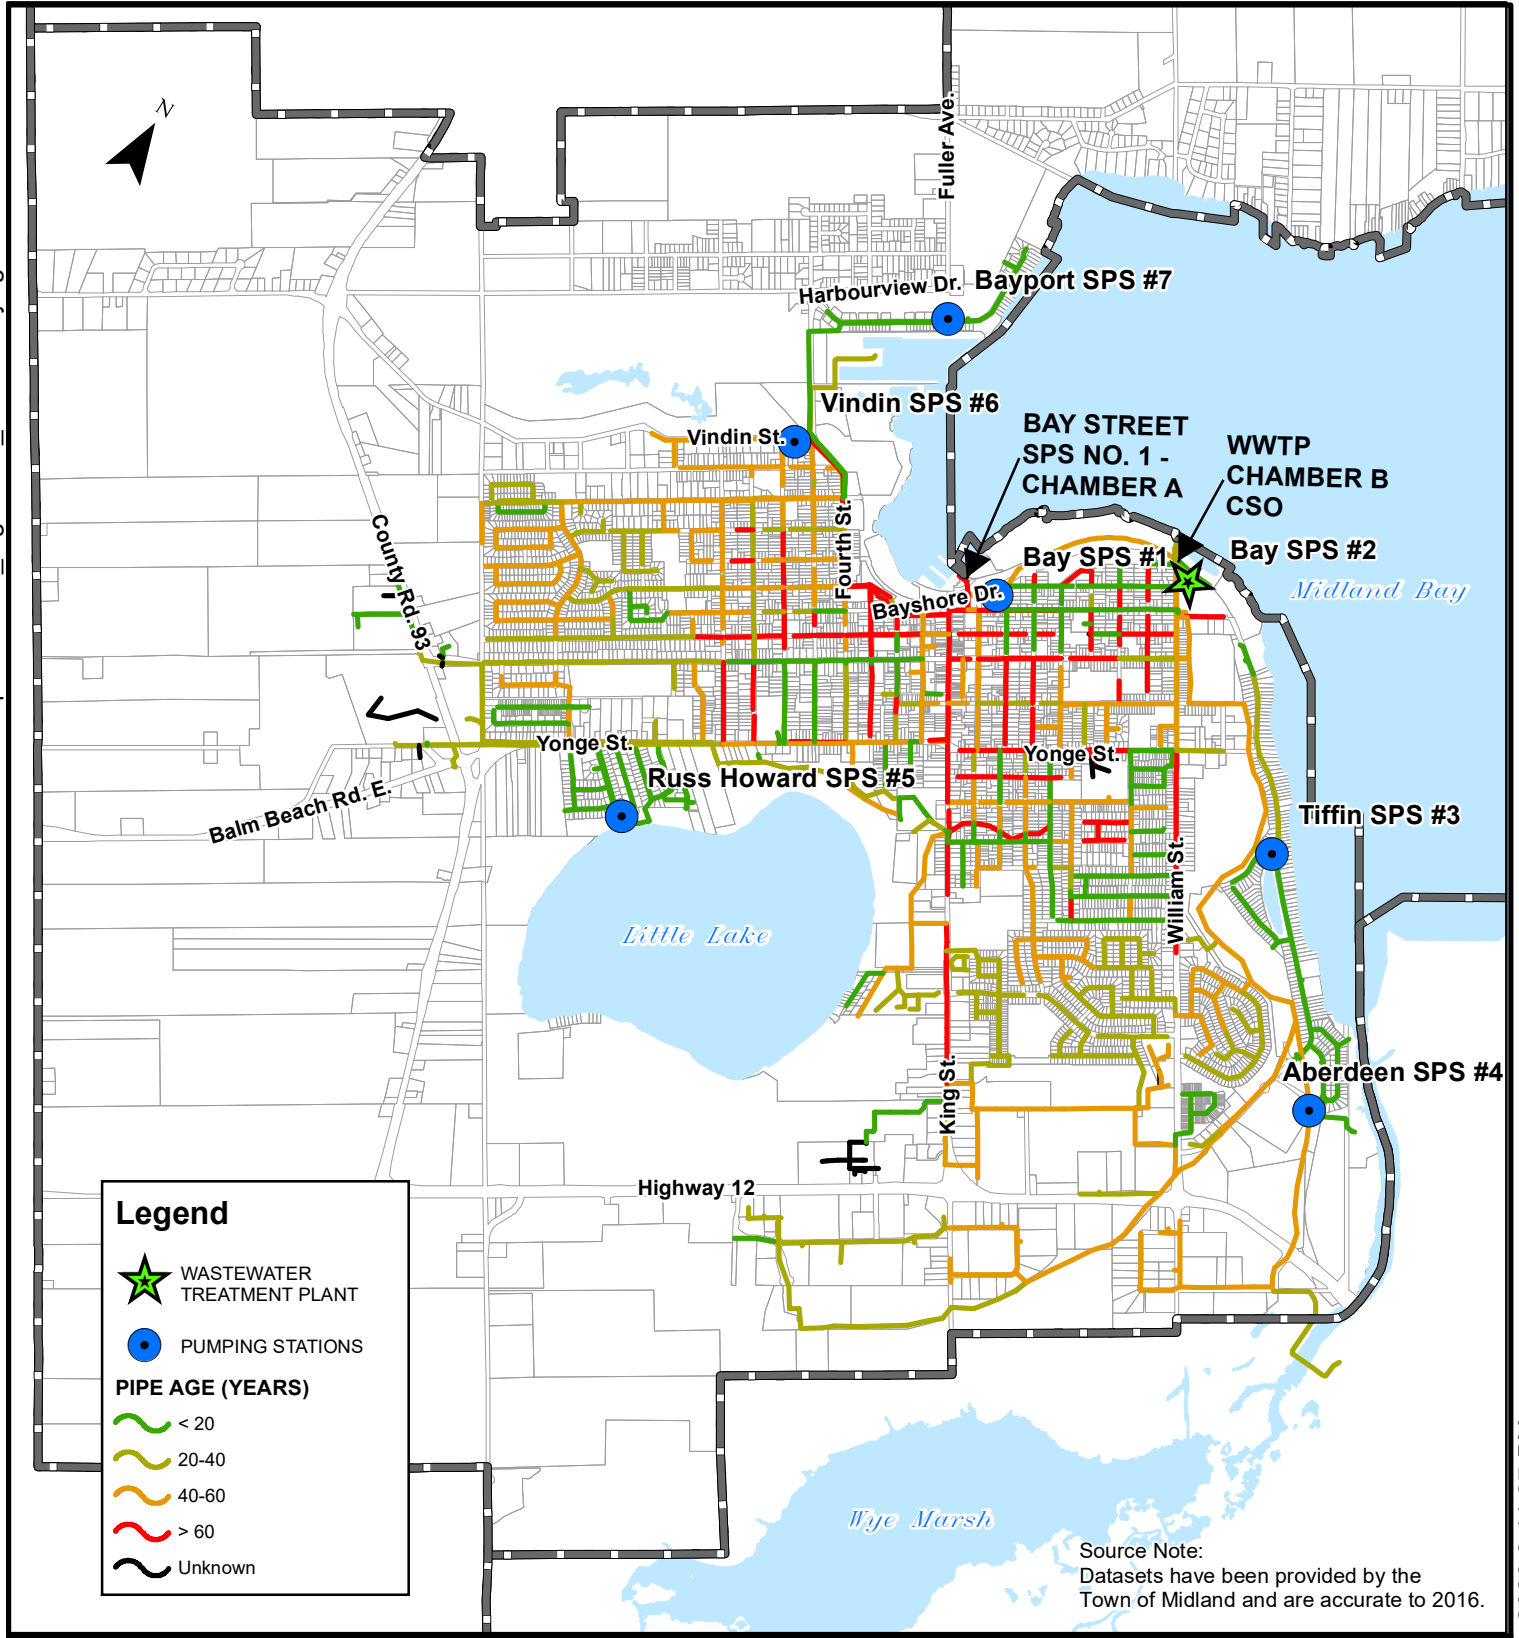 N
Fuller Ave.
Harbourview Dr.
Bayport SPS #7
Vindin SPS #6
Vindin St.
BAY STREET
SPS NO. 1 -
CHAMBER A
WWTP
CHAMBER B
CSO
County Rd. 93
Fourth St.
Bay SPS #1
Bay SPS #2
Bayshore Dr.
Midland Bay
Yonge St.
Yonge St.
Russ Howard SPS #5
Balm Beach Rd. E.
Tiffin SPS #3
William St.
Little Lake
King St.
Aberdeen SPS #4
Highway 12
Legend
WASTEWATER
TREATMENT PLANT
PUMPING STATIONS
PIPE AGE (YEARS)
< 20
20-40
40-60
> 60
Unknown
Wye Marsh
Source Note:
Datasets have been provided by the
Town of Midland and are accurate to 2016.